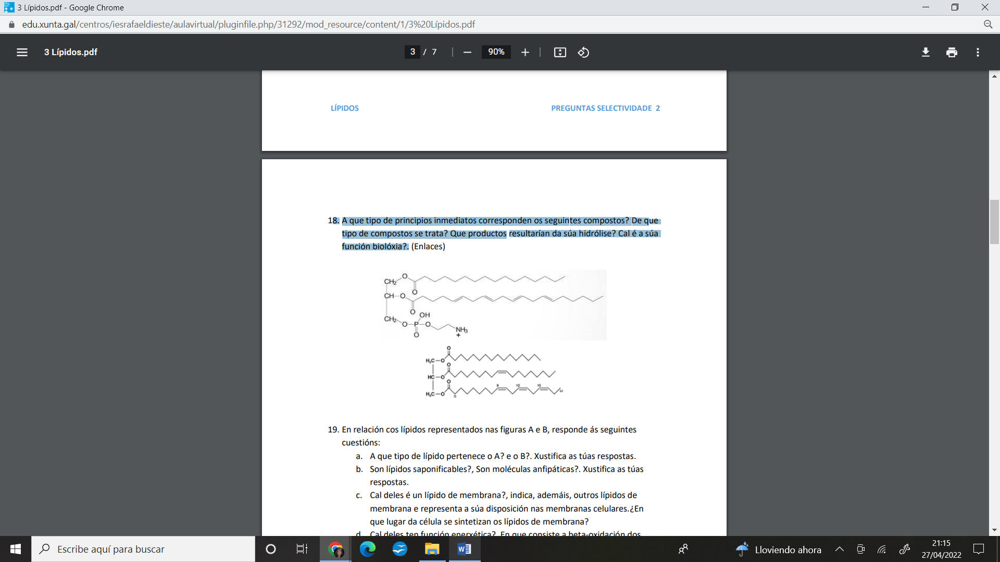 3 Lípidos.pdf - Google Chrome
edu.xunta.gal/centros/iesrafaeldieste/aulavirtual/pluginfile.php/31292/mod_resource/content/1/3%20Lípidos.pdf
3 Lípidos.pdf
3 / 7
90%
LÍPIDOS
PREGUNTAS SELECTIVIDADE 2
18. A que tipo de principios inmediatos corresponden os seguintes compostos? De que
tipo de compostos se trata? Que productos resultarían da súa hidrólise? Cal é a súa
función biolóxia?. (Enlaces)
CH₂ O
O
CH O
O
OH
CH₂
O P O
NH₃
O
+
O
H₂C O
O
HC O
O
9 12 15
H₂C O
α
ω
19. En relación cos lípidos representados nas figuras A e B, responde ás seguintes
cuestións:
a. A que tipo de lípido pertenece o A? e o B?. Xustifica as túas respostas.
b. Son lípidos saponificables?, Son moléculas anfipáticas?. Xustifica as túas
respostas.
c. Cal deles é un lípido de membrana?, indica, ademáis, outros lípidos de
membrana e representa a súa disposición nas membranas celulares.¿En
que lugar da célula se sintetizan os lípidos de membrana?
d. Cal deles ten función enerxética?. En que consiste a beta-oxidación dos
Escribe aquí para buscar
Lloviendo ahora
21:15
27/04/2022